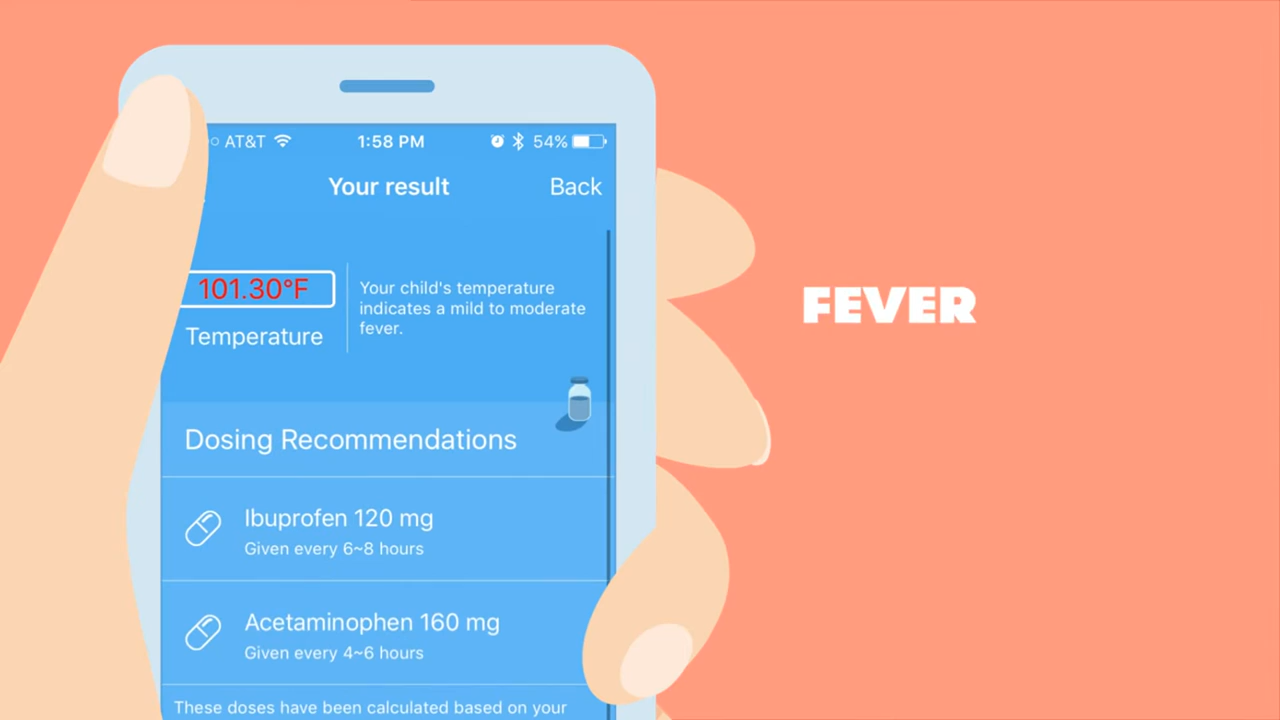 AT&T 1:58 PM 54%
Your result Back
101.30°F
Temperature
Your child's temperature
indicates a mild to moderate
fever.
Dosing Recommendations
Ibuprofen 120 mg
Given every 6~8 hours
Acetaminophen 160 mg
Given every 4~6 hours
These doses have been calculated based on your
FEVER